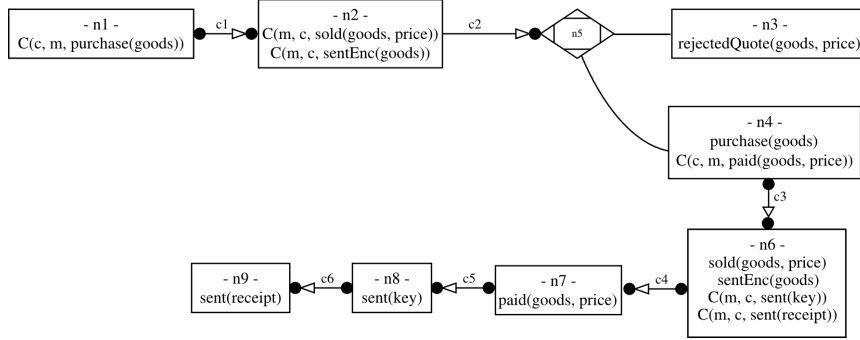 - n1 -
C(c, m, purchase(goods))
c1
- n2 -
C(m, c, sold(goods, price))
C(m, c, sentEnc(goods))
c2
n5
- n3 -
rejectedQuote(goods, price)
- n4 -
purchase(goods)
C(c, m, paid(goods, price))
c3
- n6 -
sold(goods, price)
sentEnc(goods)
C(m, c, sent(key))
C(m, c, sent(receipt))
c4
- n7 -
paid(goods, price)
c5
- n8 -
sent(key)
c6
- n9 -
sent(receipt)